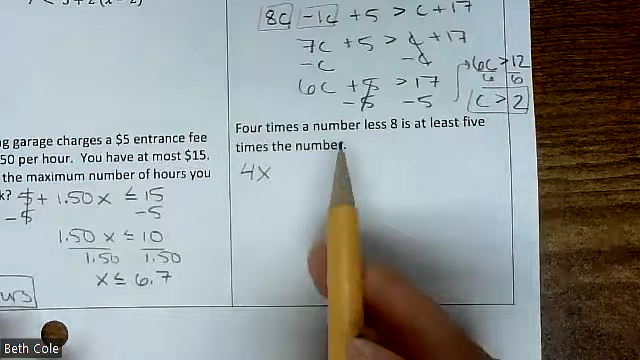 8c -1c +5 > c +17
7c +5 > c +17
-c -c
6c +5 > 17
-5 -5
6c > 12
6 6
c > 2
g garage charges a $5 entrance fee
50 per hour. You have at most $15.
the maximum number of hours you
k? 5 + 1.50x ≤ 15
-5 -5
1.50x ≤ 10
1.50 1.50
x ≤ 6.7
urs
Four times a number less 8 is at least five
times the number.
4x
Beth Cole